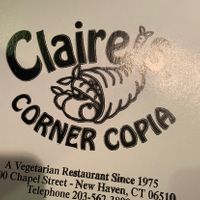 Claire's
CORNER COPIA
A Vegetarian Restaurant Since 1975
00 Chapel Street - New Haven, CT 06510
Telephone 203-562-